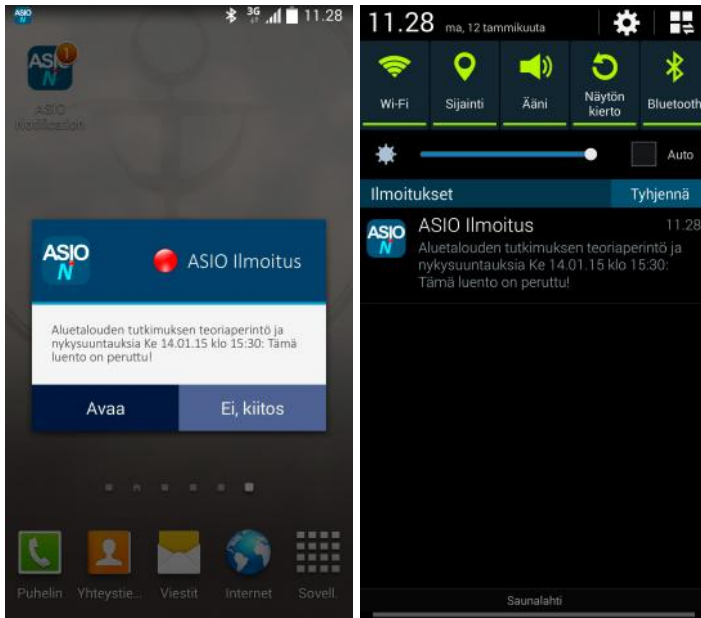 ASIO
N
3G
11.28
ASIO
N
1
ASIO
Notification
ASIO
N
ASIO Ilmoitus
Aluetalouden tutkimuksen teoriaperintö ja
nykysuuntauksia Ke 14.01.15 klo 15:30: Tämä
luento on peruttu!
Avaa
Ei, kiitos
Puhelin
Yhteystie...
Viestit
Internet
Sovell.
11.28
ma, 12 tammikuuta
Wi-Fi
Sijainti
Ääni
Näytön
kierto
Bluetooth
Auto
Ilmoitukset
Tyhjennä
ASIO
N
ASIO Ilmoitus
11.28
Aluetalouden tutkimuksen teoriaperintö ja
nykysuuntauksia Ke 14.01.15 klo 15:30:
Tämä luento on peruttu!
Saunalahti